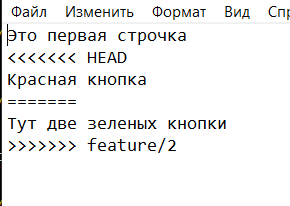 Файл Изменить Формат Вид Спр
Это первая строчка
<<<<<<< HEAD
Красная кнопка
=======
Тут две зеленых кнопки
>>>>>>> feature/2